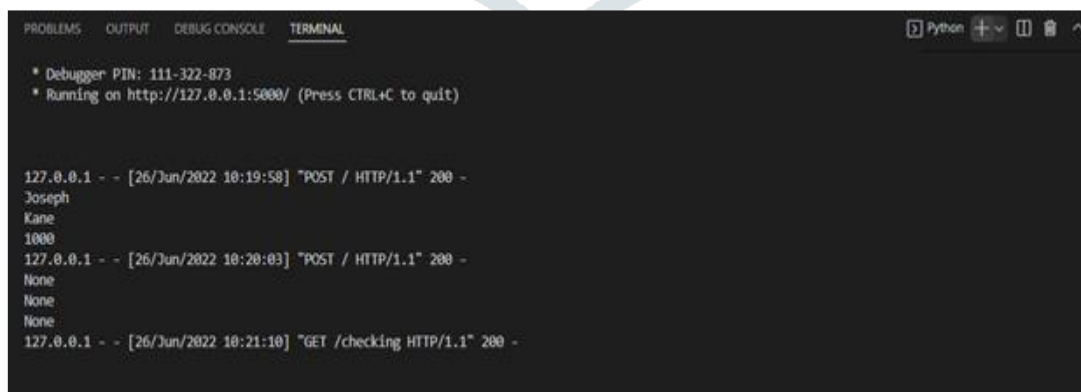 PROBLEMS OUTPUT DEBUG CONSOLE TERMINAL Python
* Debugger PIN: 111-322-873
* Running on http://127.0.0.1:5000/ (Press CTRL+C to quit)
127.0.0.1 - - [26/Jun/2022 10:19:58] "POST / HTTP/1.1" 200 -
Joseph
Kane
1000
127.0.0.1 - - [26/Jun/2022 10:20:03] "POST / HTTP/1.1" 200 -
None
None
None
127.0.0.1 - - [26/Jun/2022 10:21:10] "GET /checking HTTP/1.1" 200 -